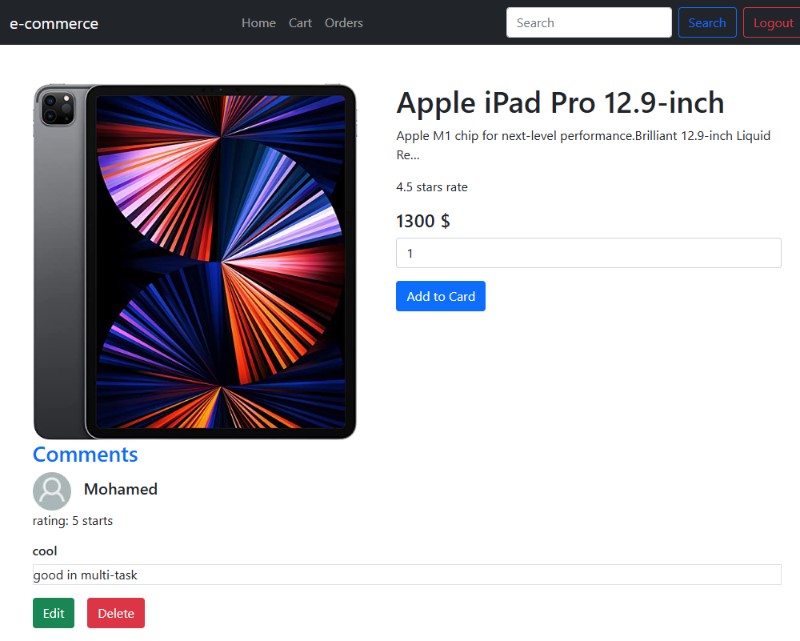 e-commerce
Home Cart Orders
Search Search Logout
Apple iPad Pro 12.9-inch
Apple M1 chip for next-level performance.Brilliant 12.9-inch Liquid
Re...
4.5 stars rate
1300 $
1
Add to Card
Comments
Mohamed
rating: 5 starts
cool
good in multi-task
Edit Delete